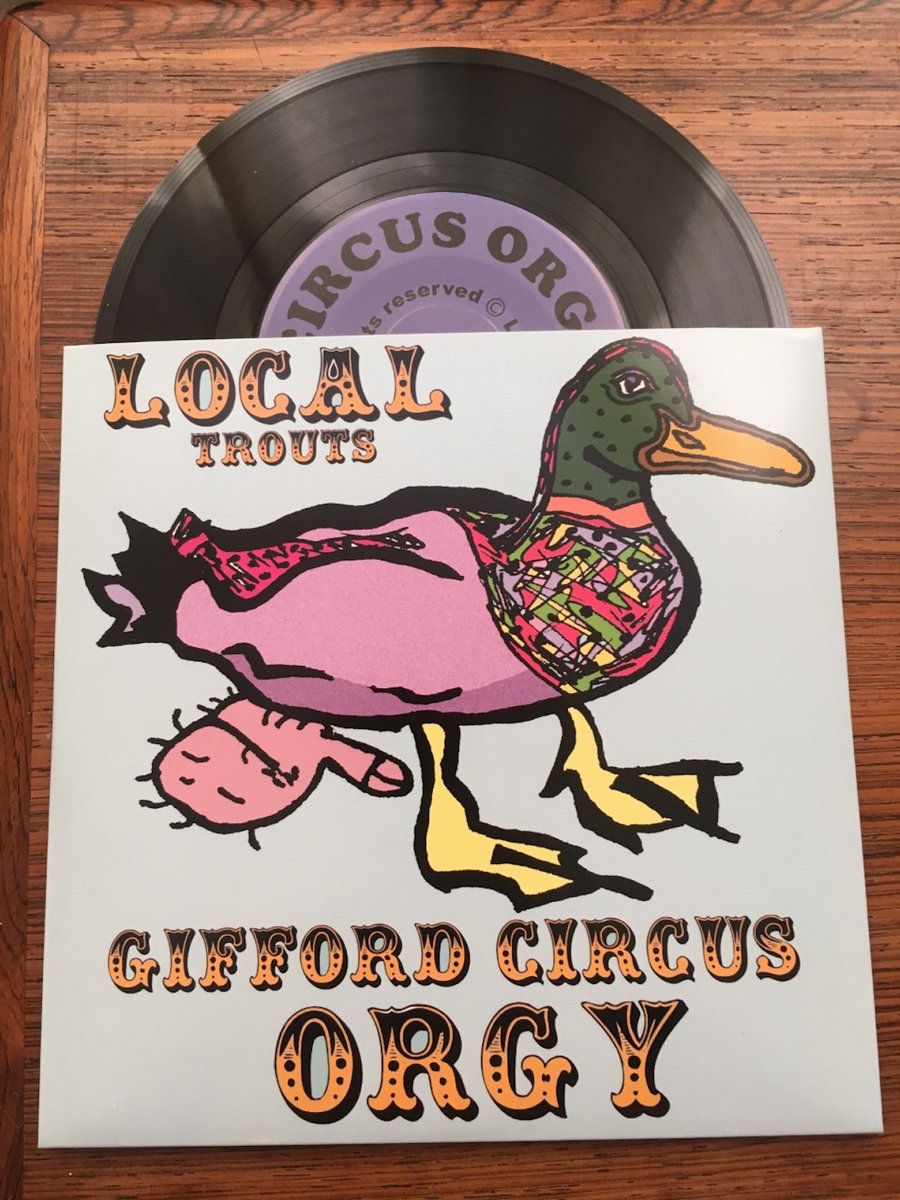 CIRCUS ORG
ts reserved © L
LOCAL
TROUTS
GIFFORD CIRCUS
ORGY